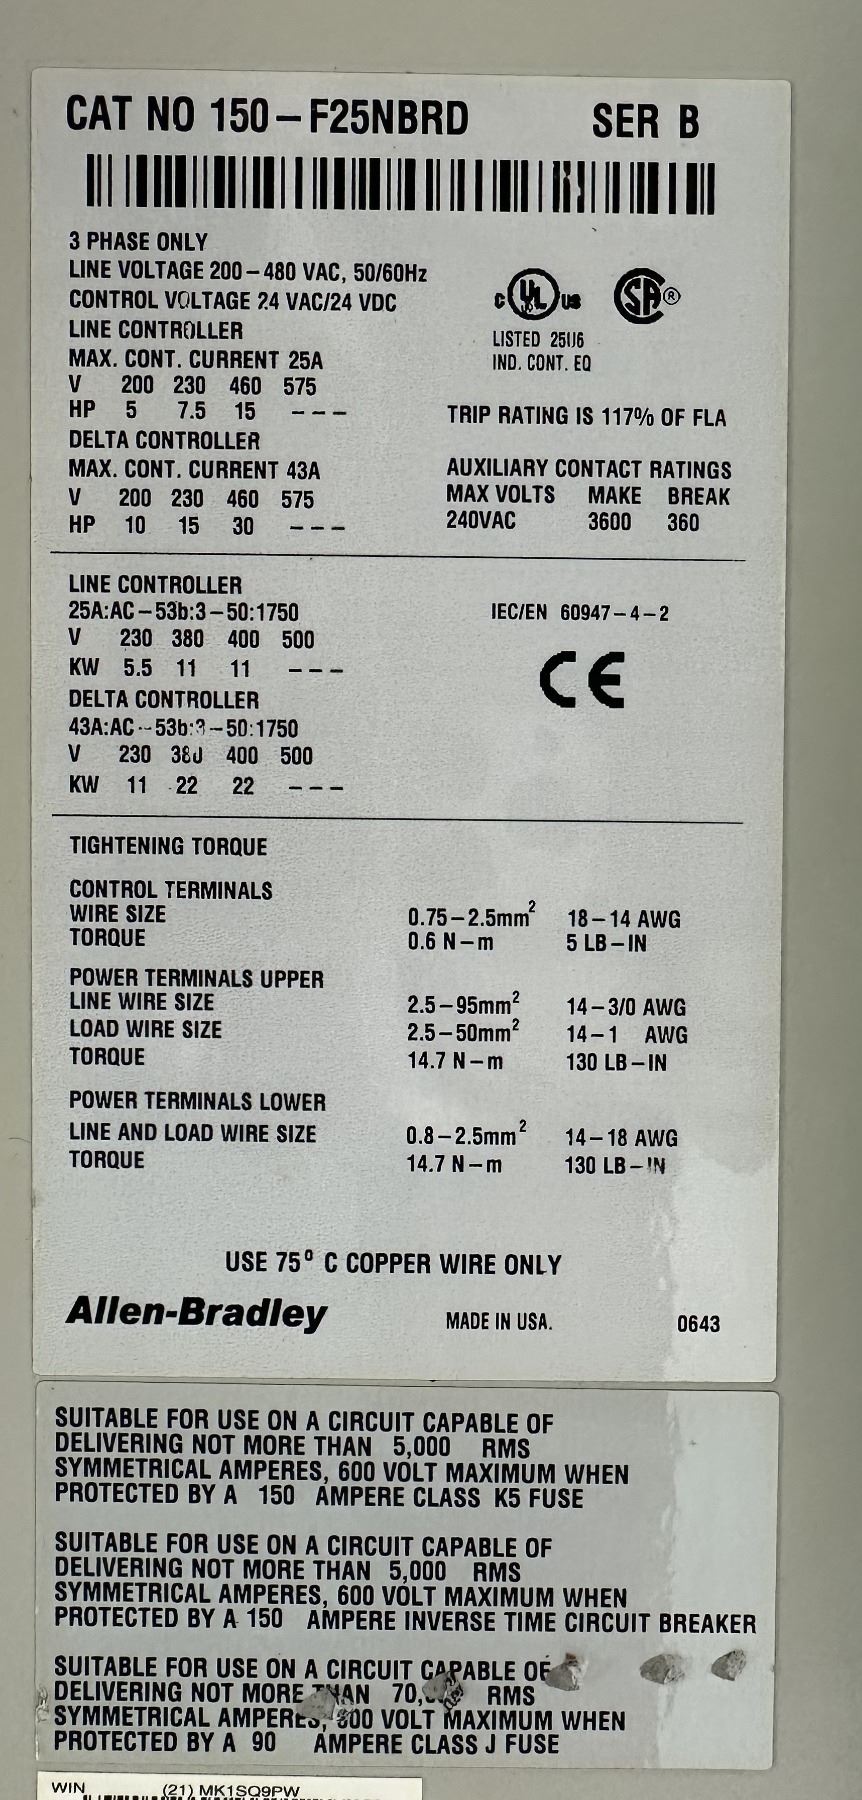 CAT NO 150-F25NBRD SER B
3 PHASE ONLY
LINE VOLTAGE 200-480 VAC, 50/60Hz
CONTROL VOLTAGE 24 VAC/24 VDC
LINE CONTROLLER
MAX. CONT. CURRENT 25A
V 200 230 460 575
HP 5 7.5 15 ---
DELTA CONTROLLER
MAX. CONT. CURRENT 43A
V 200 230 460 575
HP 10 15 30 ---
C UL US SA ®
LISTED 25U6
IND. CONT. EQ
TRIP RATING IS 117% OF FLA
AUXILIARY CONTACT RATINGS
MAX VOLTS MAKE BREAK
240VAC 3600 360
LINE CONTROLLER
25A:AC-53b:3-50:1750
V 230 380 400 500
KW 5.5 11 11 ---
DELTA CONTROLLER
43A:AC-53b:3-50:1750
V 230 380 400 500
KW 11 22 22 ---
IEC/EN 60947-4-2
CE
TIGHTENING TORQUE
CONTROL TERMINALS
WIRE SIZE 0.75-2.5mm² 18-14 AWG
TORQUE 0.6 N-m 5 LB-IN
POWER TERMINALS UPPER
LINE WIRE SIZE 2.5-95mm² 14-3/0 AWG
LOAD WIRE SIZE 2.5-50mm² 14-1 AWG
TORQUE 14.7 N-m 130 LB-IN
POWER TERMINALS LOWER
LINE AND LOAD WIRE SIZE 0.8-2.5mm² 14-18 AWG
TORQUE 14.7 N-m 130 LB-IN
USE 75° C COPPER WIRE ONLY
Allen-Bradley MADE IN USA. 0643
SUITABLE FOR USE ON A CIRCUIT CAPABLE OF
DELIVERING NOT MORE THAN 5,000 RMS
SYMMETRICAL AMPERES, 600 VOLT MAXIMUM WHEN
PROTECTED BY A 150 AMPERE CLASS K5 FUSE
SUITABLE FOR USE ON A CIRCUIT CAPABLE OF
DELIVERING NOT MORE THAN 5,000 RMS
SYMMETRICAL AMPERES, 600 VOLT MAXIMUM WHEN
PROTECTED BY A 150 AMPERE INVERSE TIME CIRCUIT BREAKER
SUITABLE FOR USE ON A CIRCUIT CAPABLE OF
DELIVERING NOT MORE THAN RMS
SYMMETRICAL AMPERES, 600 VOLT MAXIMUM WHEN
PROTECTED BY A 90 AMPERE CLASS J FUSE
WIN (21) MK1SQ9PW